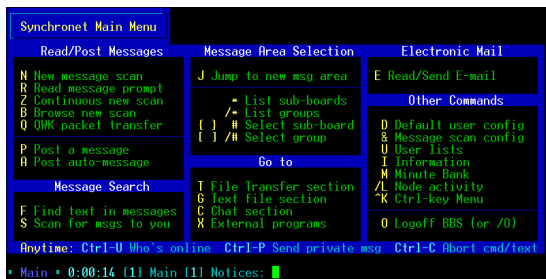 Synchronet Main Menu
Read/Post Messages
N New message scan
R Read message prompt
Z Continuous new scan
B Browse new scan
Q QWK packet transfer
P Post a message
A Post auto-message
Message Search
F Find text in messages
S Scan for msgs to you
Message Area Selection
J Jump to new msg area
* List sub-boards
/* List groups
[ ] # Select sub-board
[ ] /# Select group
Go to
T File Transfer section
G Text file section
C Chat section
X External programs
Electronic Mail
E Read/Send E-mail
Other Commands
D Default user config
& Message scan config
U User lists
I Information
M Minute Bank
/L Node activity
^K Ctrl-key Menu
O Logoff BBS (or /O)
Anytime: Ctrl-U Who's online Ctrl-P Send private msg Ctrl-C Abort cmd/text
• Main • 0:00:14 [1] Main [1] Notices: